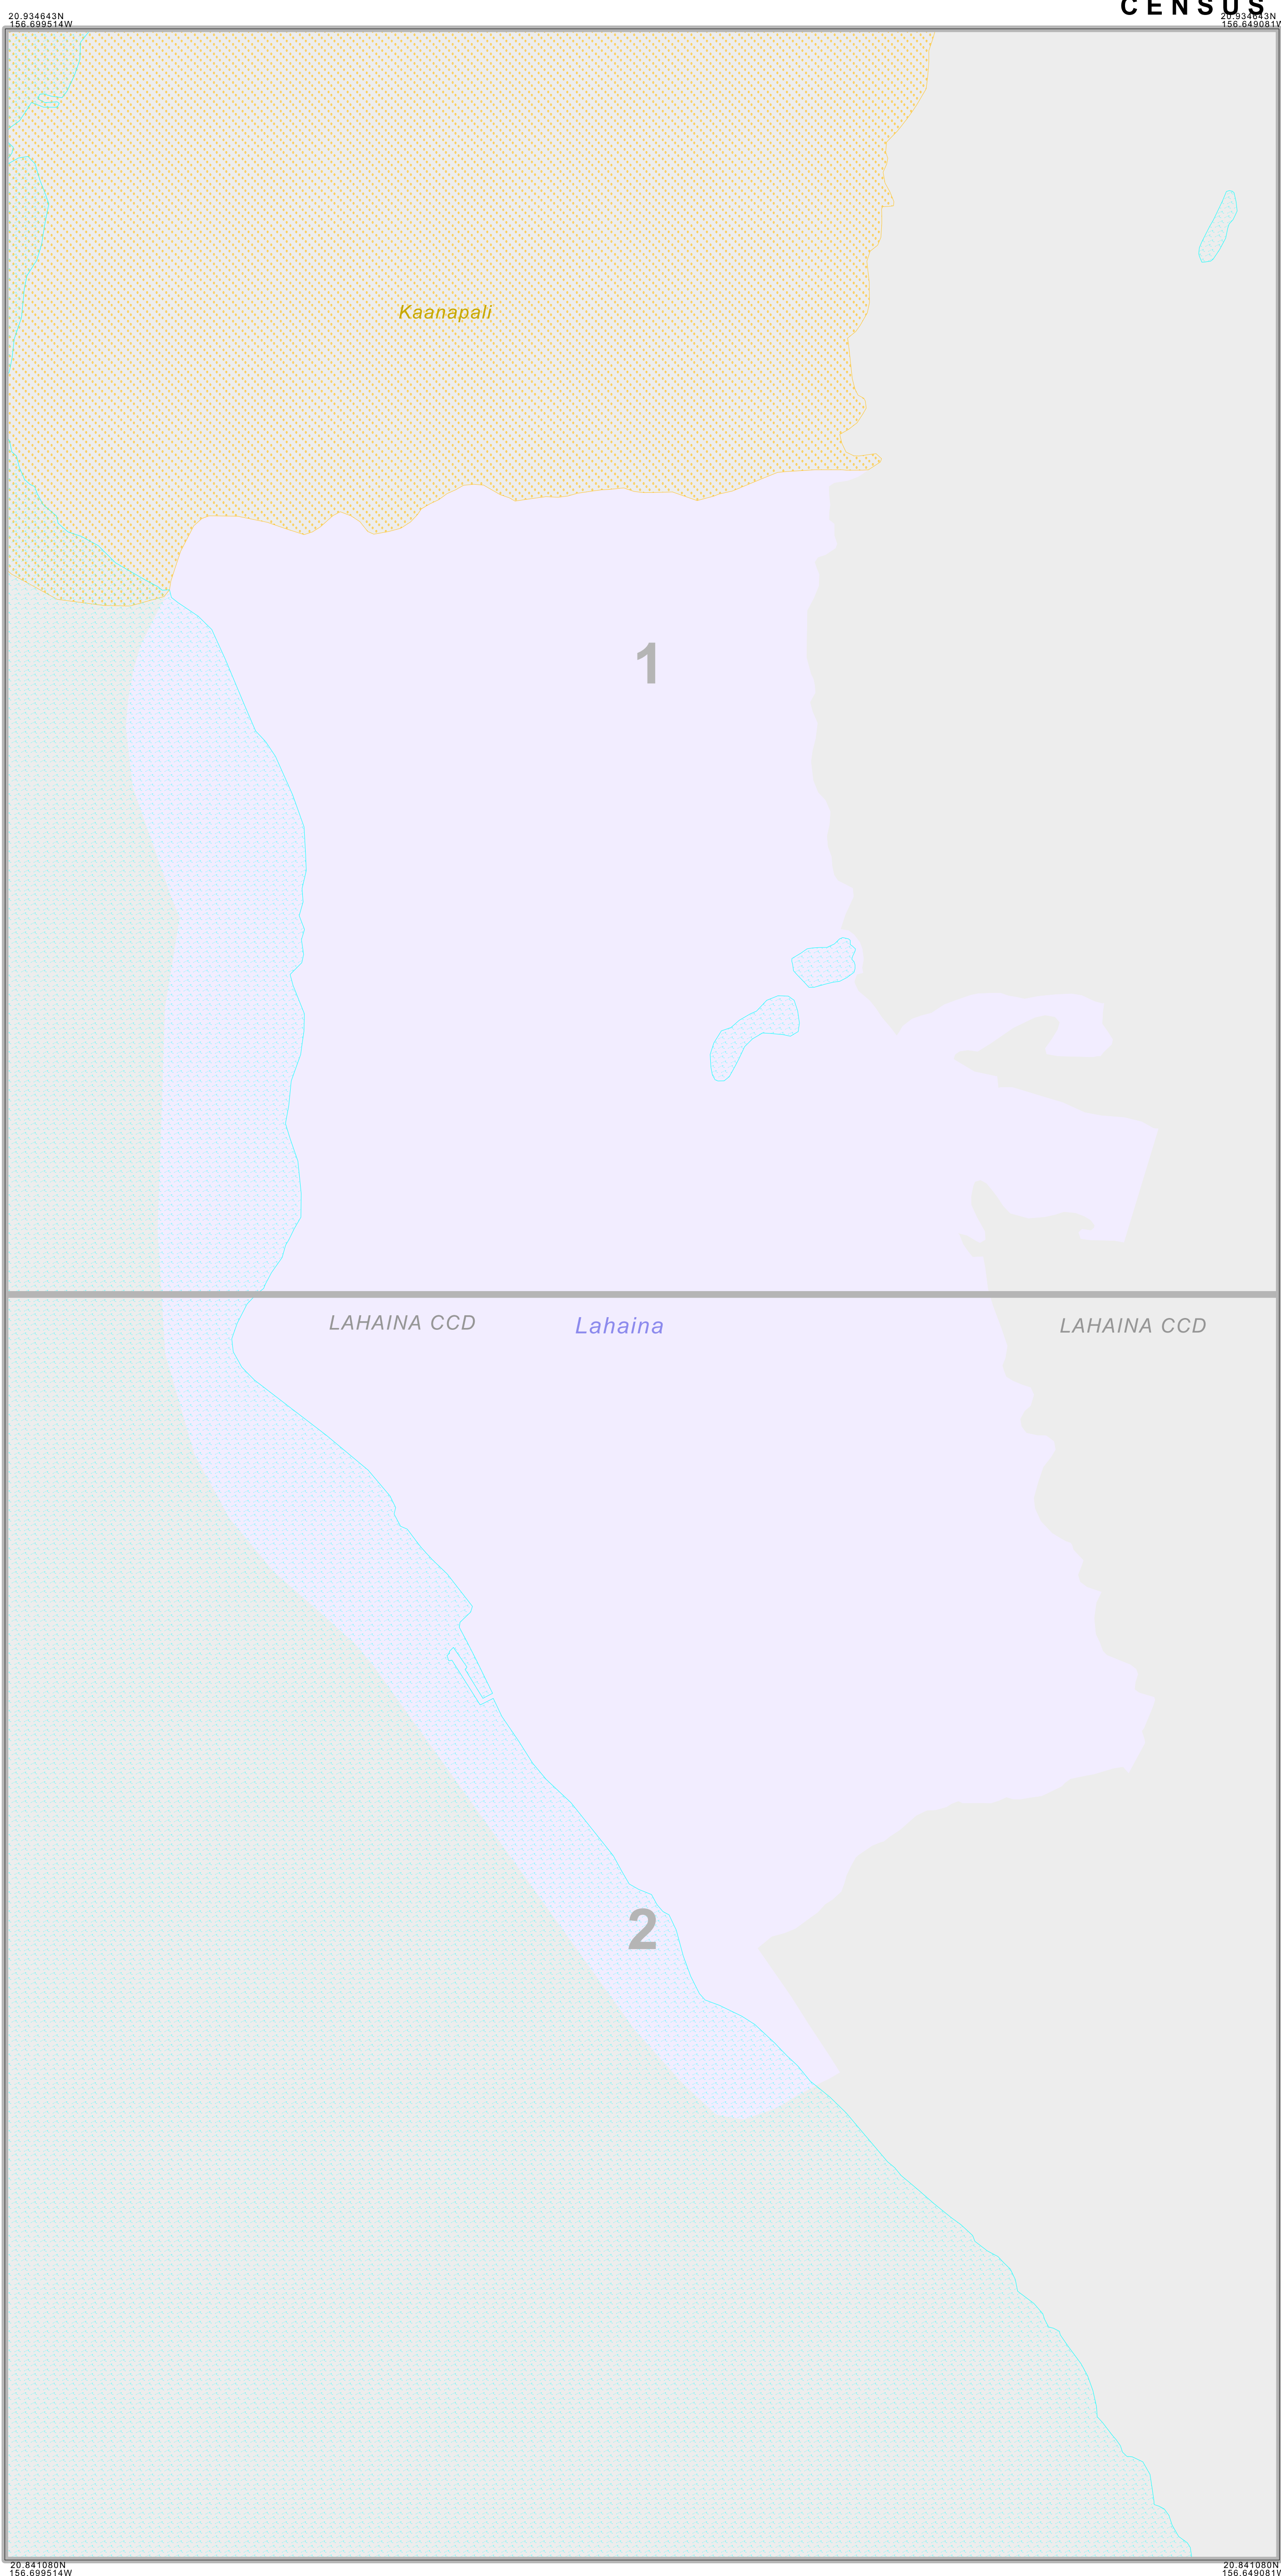 CENSUS
20.934643N
156.699514W
20.934643N
156.649081W
Kaanapali
1
LAHAINA CCD
Lahaina
LAHAINA CCD
2
20.841080N
156.699514W
20.841080N
156.649081W